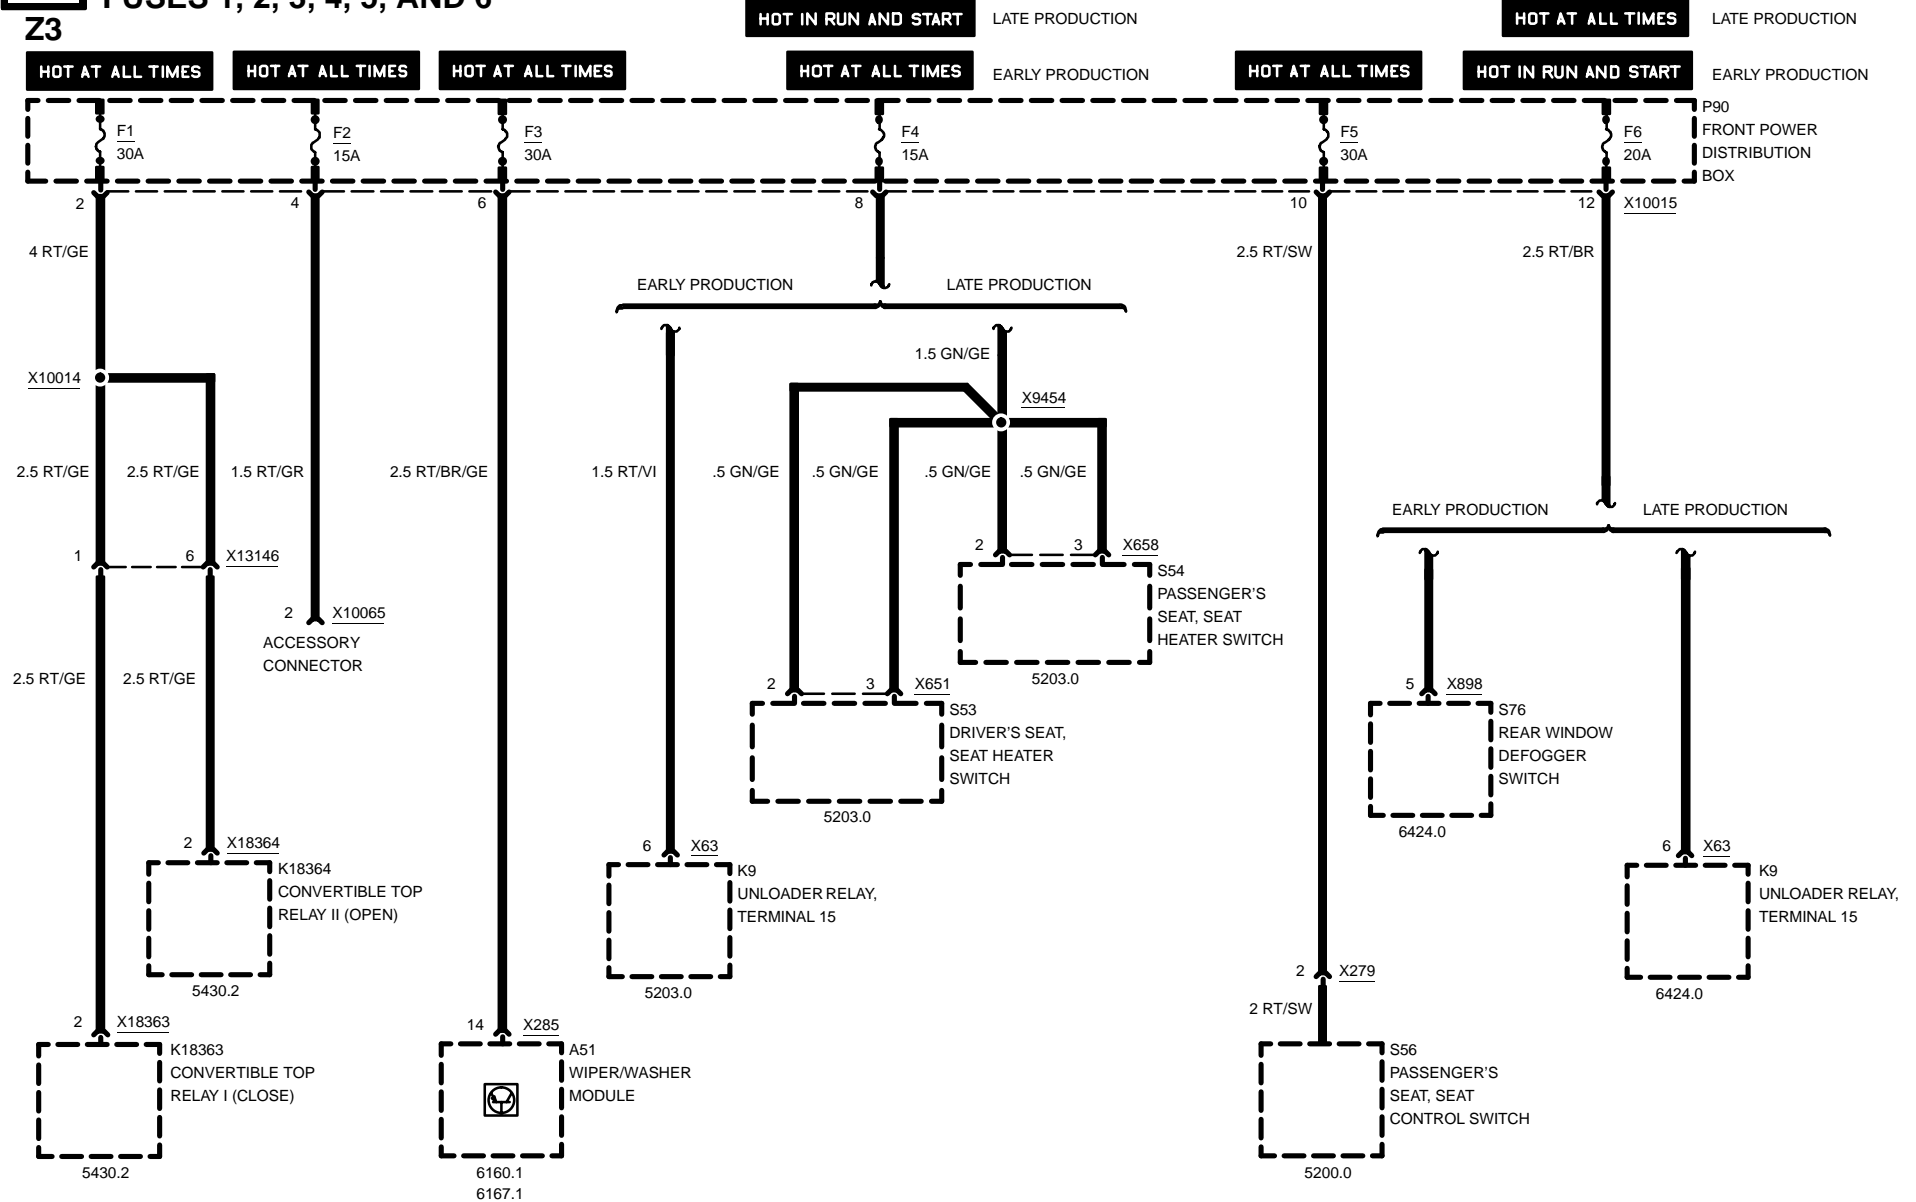 FUSES 1, 2, 3, 4, 5, AND 6
Z3
HOT IN RUN AND START
LATE PRODUCTION
HOT AT ALL TIMES
LATE PRODUCTION
HOT AT ALL TIMES
HOT AT ALL TIMES
HOT AT ALL TIMES
HOT AT ALL TIMES
EARLY PRODUCTION
HOT AT ALL TIMES
HOT IN RUN AND START
EARLY PRODUCTION
F1
30A
F2
15A
F3
30A
F4
15A
F5
30A
F6
20A
P90
FRONT POWER
DISTRIBUTION
BOX
2
4
6
8
10
12
X10015
4 RT/GE
2.5 RT/SW
2.5 RT/BR
EARLY PRODUCTION
LATE PRODUCTION
1.5 GN/GE
X10014
X9454
2.5 RT/GE
2.5 RT/GE
1.5 RT/GR
2.5 RT/BR/GE
1.5 RT/VI
.5 GN/GE
.5 GN/GE
.5 GN/GE
.5 GN/GE
EARLY PRODUCTION
LATE PRODUCTION
1
6
X13146
2
3
X658
S54
PASSENGER'S
SEAT, SEAT
HEATER SWITCH
5203.0
2
X10065
ACCESSORY
CONNECTOR
2.5 RT/GE
2.5 RT/GE
2
3
X651
S53
DRIVER'S SEAT,
SEAT HEATER
SWITCH
5203.0
5
X898
S76
REAR WINDOW
DEFOGGER
SWITCH
6424.0
2
X18364
K18364
CONVERTIBLE TOP
RELAY II (OPEN)
5430.2
6
X63
K9
UNLOADER RELAY,
TERMINAL 15
5203.0
6
X63
K9
UNLOADER RELAY,
TERMINAL 15
6424.0
2
X279
2 RT/SW
2
X18363
K18363
CONVERTIBLE TOP
RELAY I (CLOSE)
5430.2
14
X285
A51
WIPER/WASHER
MODULE
6160.1
6167.1
S56
PASSENGER'S
SEAT, SEAT
CONTROL SWITCH
5200.0